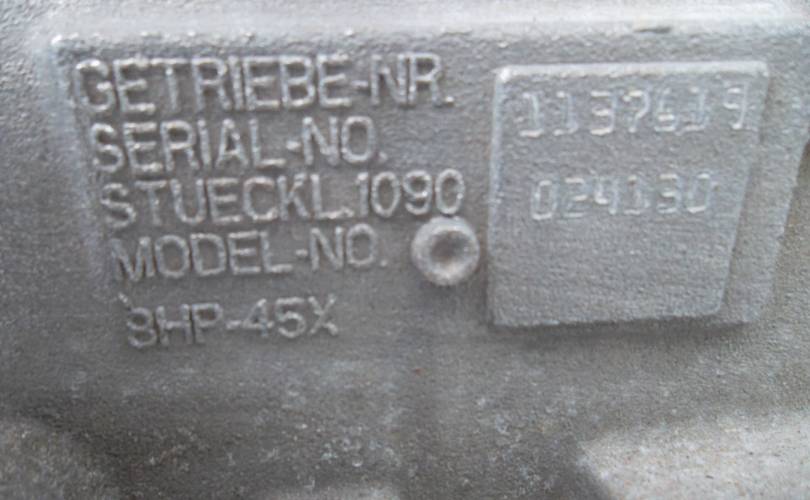 GETRIEBE-NR.
SERIAL-NO.
STUECKL.1090
MODEL-NO.
8HP-45X
1137619
024130